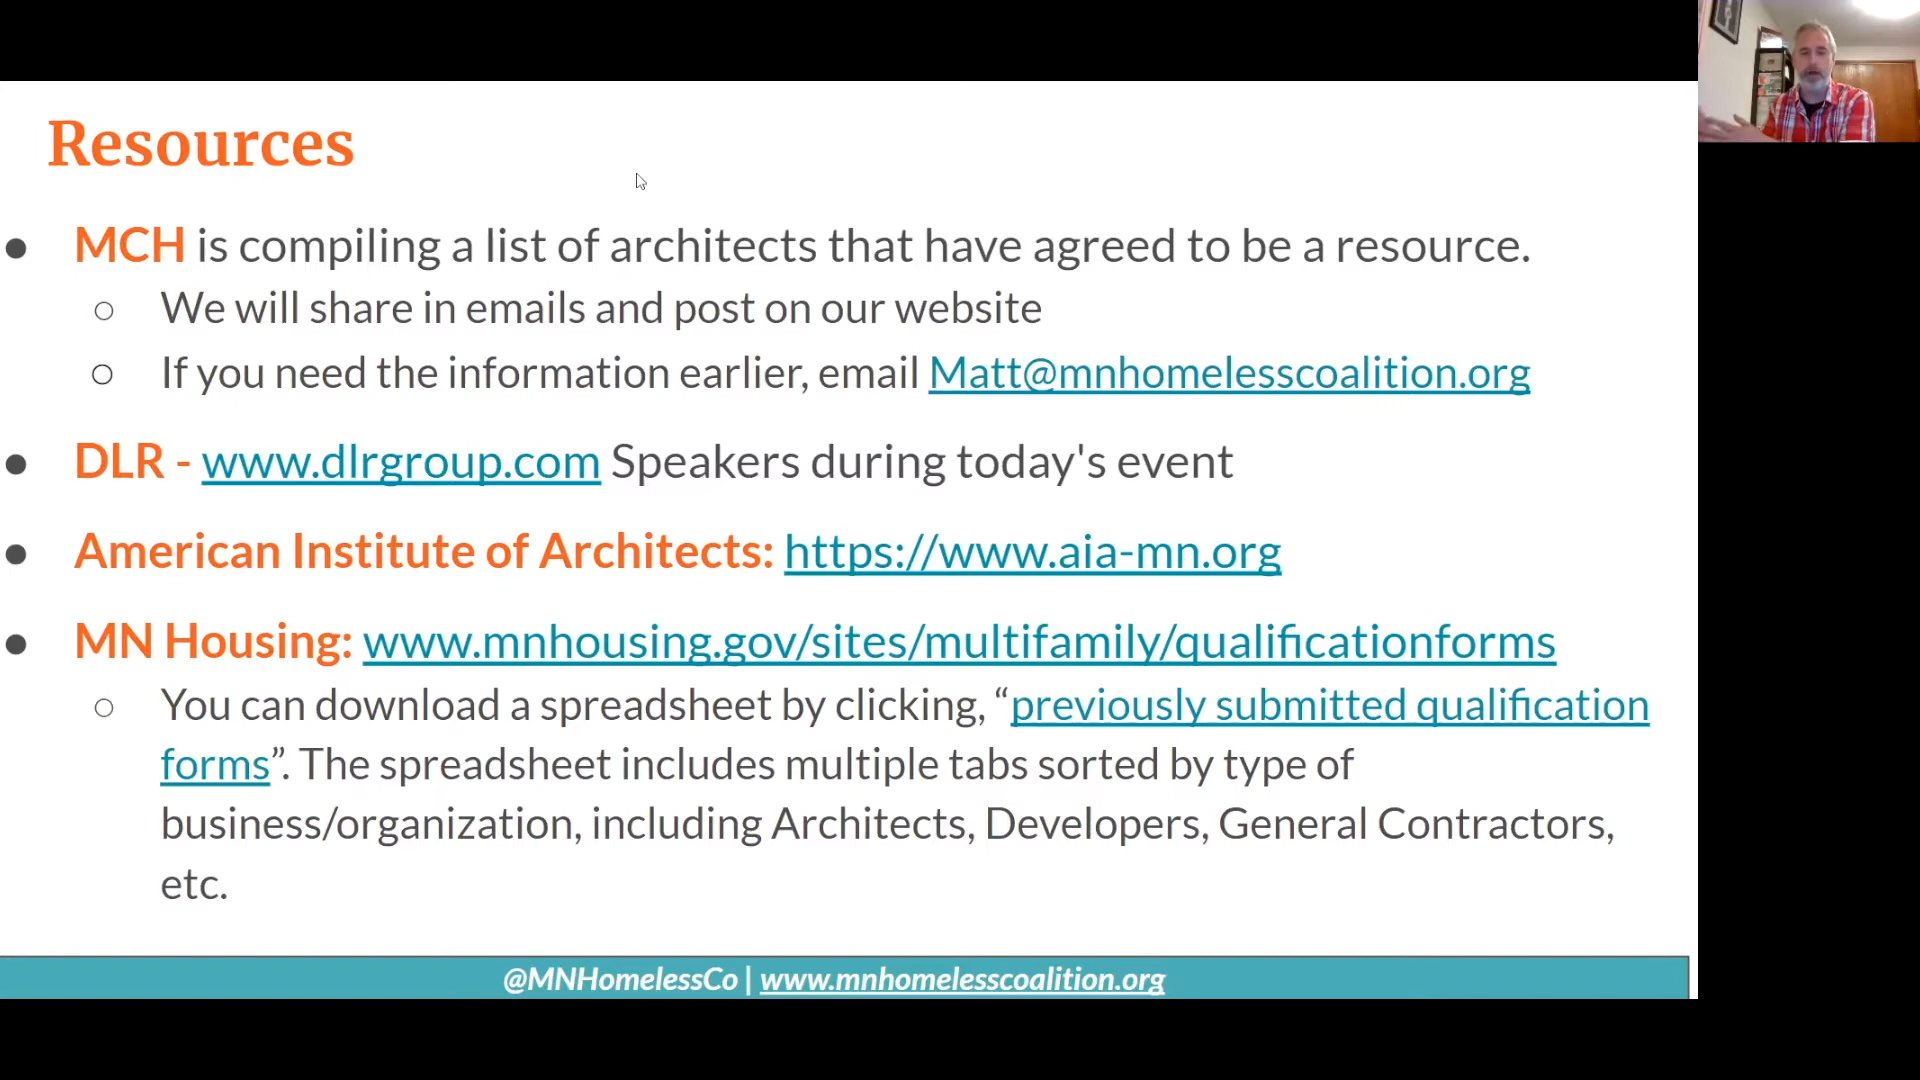 Resources
● MCH is compiling a list of architects that have agreed to be a resource.
○ We will share in emails and post on our website
○ If you need the information earlier, email Matt@mnhomelesscoalition.org
● DLR - www.dlrgroup.com Speakers during today's event
● American Institute of Architects: https://www.aia-mn.org
● MN Housing: www.mnhousing.gov/sites/multifamily/qualificationforms
○ You can download a spreadsheet by clicking, “previously submitted qualification
forms”. The spreadsheet includes multiple tabs sorted by type of
business/organization, including Architects, Developers, General Contractors,
etc.
@MNHomelessCo | www.mnhomelesscoalition.org